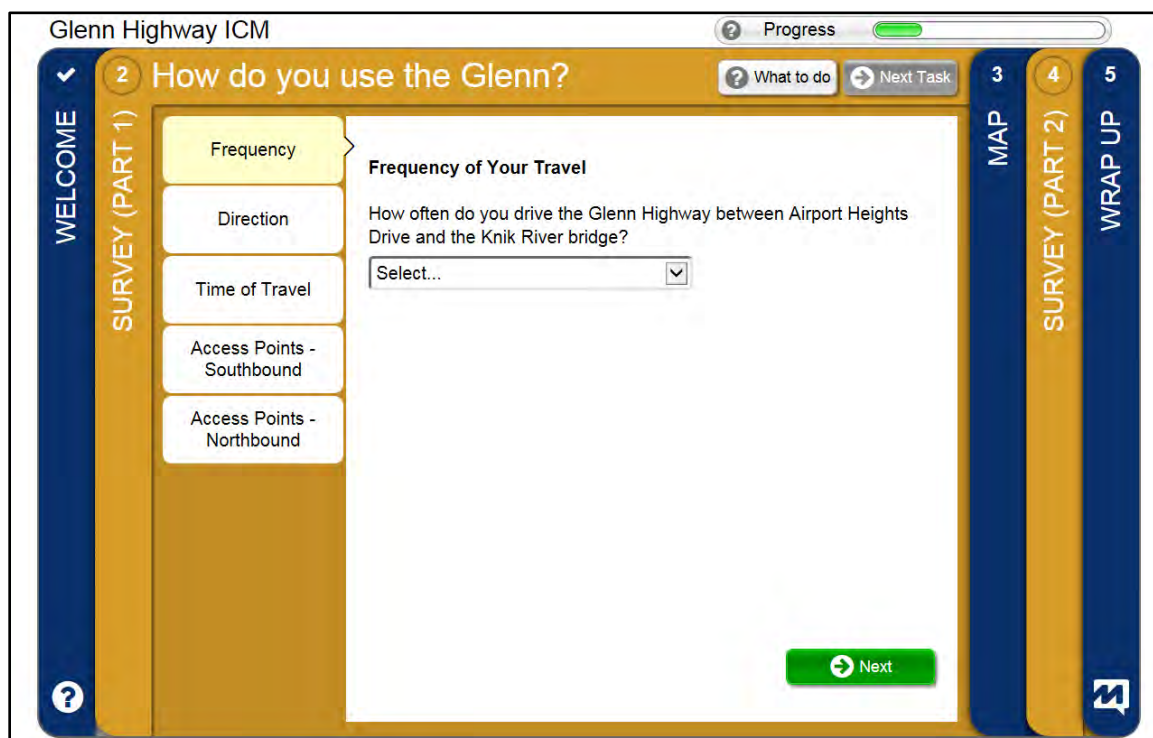 Glenn Highway ICM
Progress
WELCOME
2
SURVEY (PART 1)
How do you use the Glenn?
What to do
Next Task
Frequency
Direction
Time of Travel
Access Points -
Southbound
Access Points -
Northbound
Frequency of Your Travel
How often do you drive the Glenn Highway between Airport Heights
Drive and the Knik River bridge?
Select...
Next
3
MAP
4
SURVEY (PART 2)
5
WRAP UP